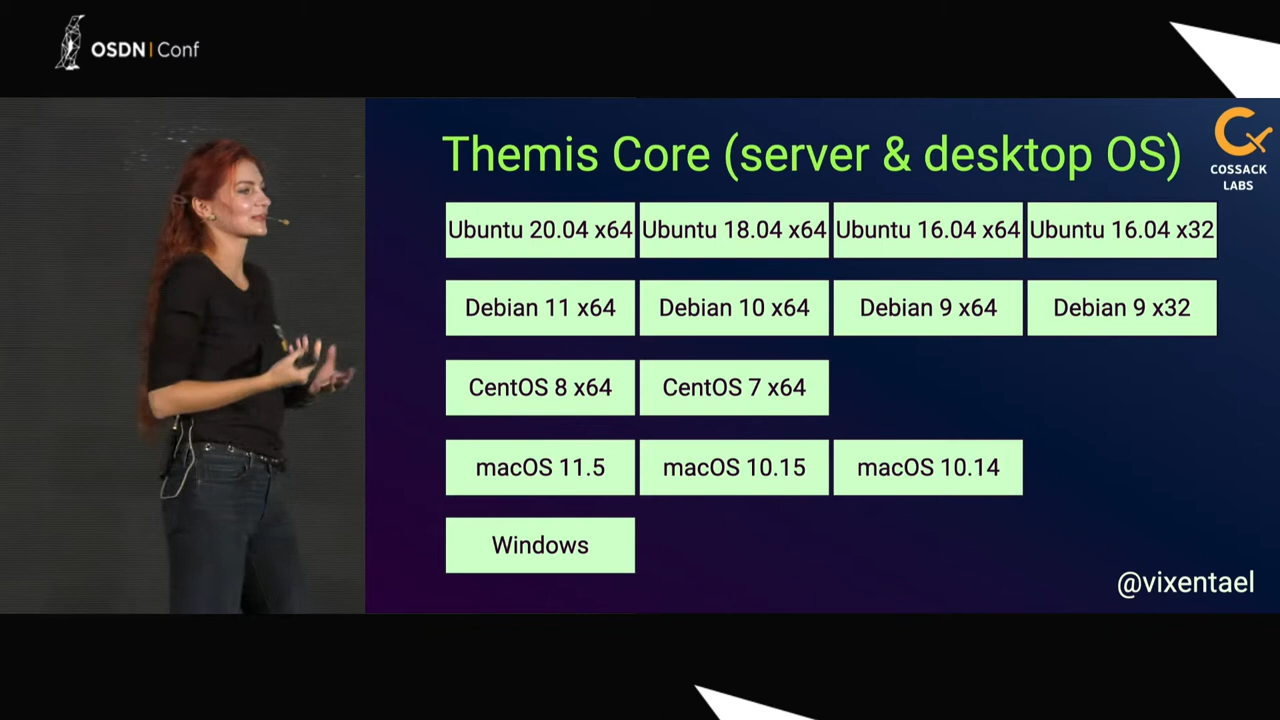 OSDN | Conf
Themis Core (server & desktop OS)
COSSACK
LABS
Ubuntu 20.04 x64 Ubuntu 18.04 x64 Ubuntu 16.04 x64 Ubuntu 16.04 x32
Debian 11 x64 Debian 10 x64 Debian 9 x64 Debian 9 x32
CentOS 8 x64 CentOS 7 x64
macOS 11.5 macOS 10.15 macOS 10.14
Windows
@vixentael